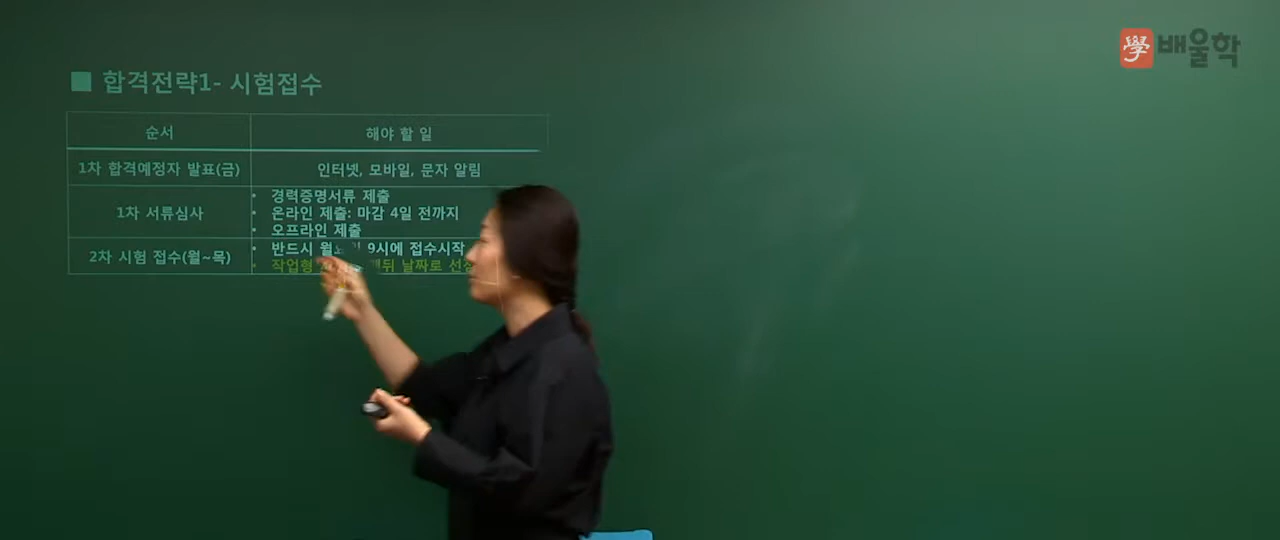 學 배울학
■ 합격전략1- 시험접수
순서
해야 할 일
1차 합격예정자 발표(금)
인터넷, 모바일, 문자 알림
1차 서류심사
• 경력증명서류 제출
• 온라인 제출: 마감 4일 전까지
• 오프라인 제출
2차 시험 접수(월~목)
• 반드시 9시에 접수시작
• 작업형 날짜로